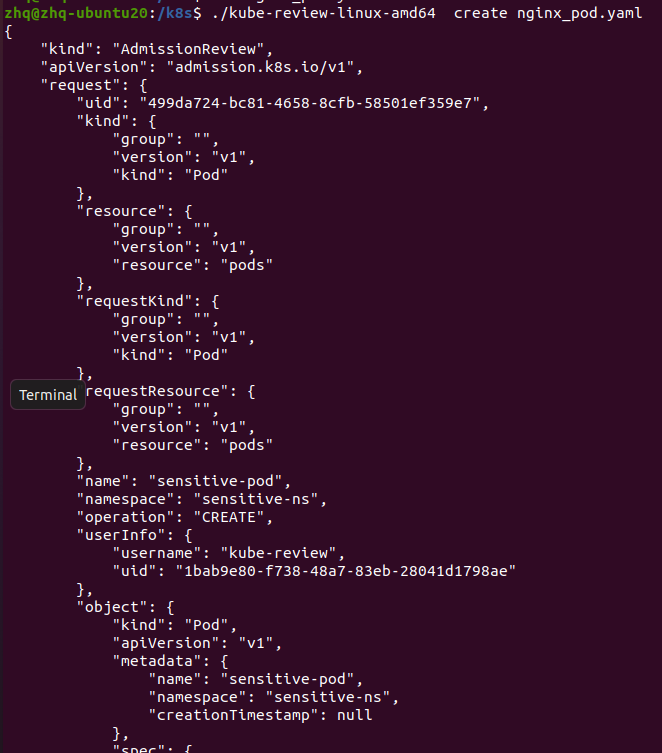 zhq@zhq-ubuntu20:/k8s$ ./kube-review-linux-amd64  create nginx_pod.yaml
{
    "kind": "AdmissionReview",
    "apiVersion": "admission.k8s.io/v1",
    "request": {
        "uid": "499da724-bc81-4658-8cfb-58501ef359e7",
        "kind": {
            "group": "",
            "version": "v1",
            "kind": "Pod"
        },
        "resource": {
            "group": "",
            "version": "v1",
            "resource": "pods"
        },
        "requestKind": {
            "group": "",
            "version": "v1",
            "kind": "Pod"
        },
Terminal
        requestResource": {
            "group": "",
            "version": "v1",
            "resource": "pods"
        },
        "name": "sensitive-pod",
        "namespace": "sensitive-ns",
        "operation": "CREATE",
        "userInfo": {
            "username": "kube-review",
            "uid": "1bab9e80-f738-48a7-83eb-28041d1798ae"
        },
        "object": {
            "kind": "Pod",
            "apiVersion": "v1",
            "metadata": {
                "name": "sensitive-pod",
                "namespace": "sensitive-ns",
                "creationTimestamp": null
            },
            "spec": {